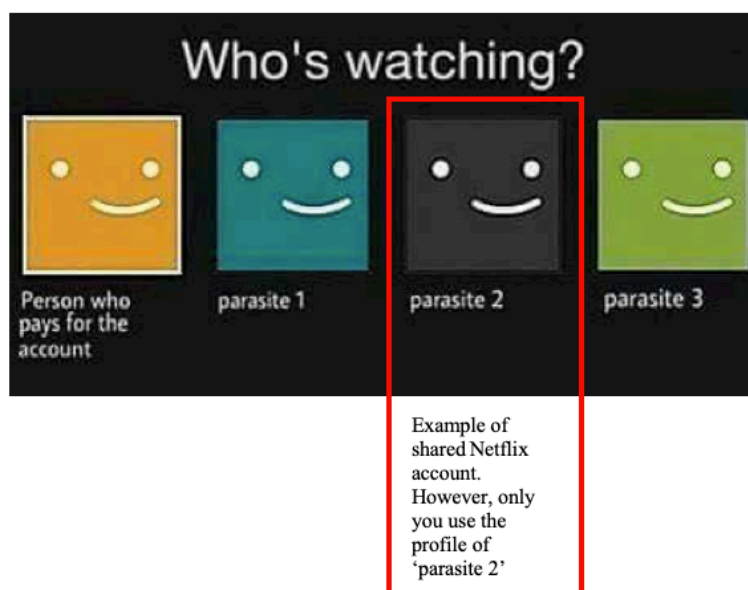 Who's watching?
Person who
pays for the
account
parasite 1
parasite 2
parasite 3
Example of
shared Netflix
account.
However, only
you use the
profile of
‘parasite 2’